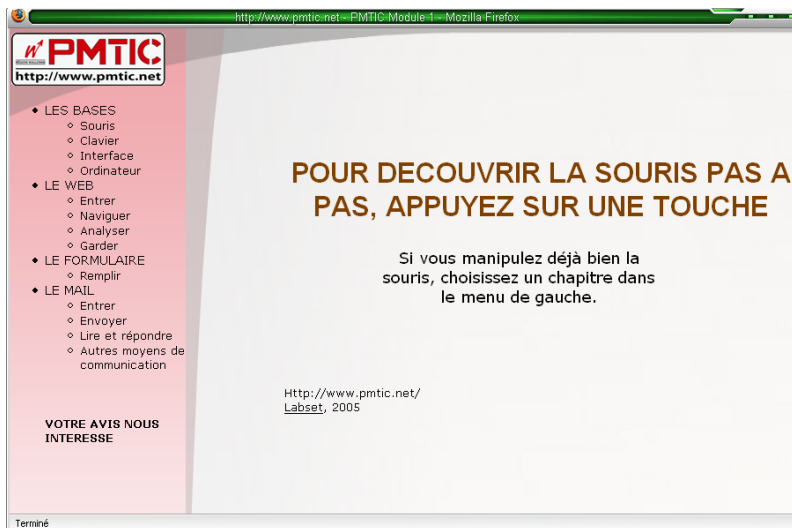 http://www.pmtic.net - PMTIC Module 1 - Mozilla Firefox
PMTIC
http://www.pmtic.net
LES BASES
Souris
Clavier
Interface
Ordinateur
LE WEB
Entrer
Naviguer
Analyser
Garder
LE FORMULAIRE
Remplir
LE MAIL
Entrer
Envoyer
Lire et répondre
Autres moyens de
communication
VOTRE AVIS NOUS
INTERESSE
POUR DECOUVRIR LA SOURIS PAS A
PAS, APPUYEZ SUR UNE TOUCHE
Si vous manipulez déjà bien la
souris, choisissez un chapitre dans
le menu de gauche.
Http://www.pmtic.net/
Labset, 2005
Terminé